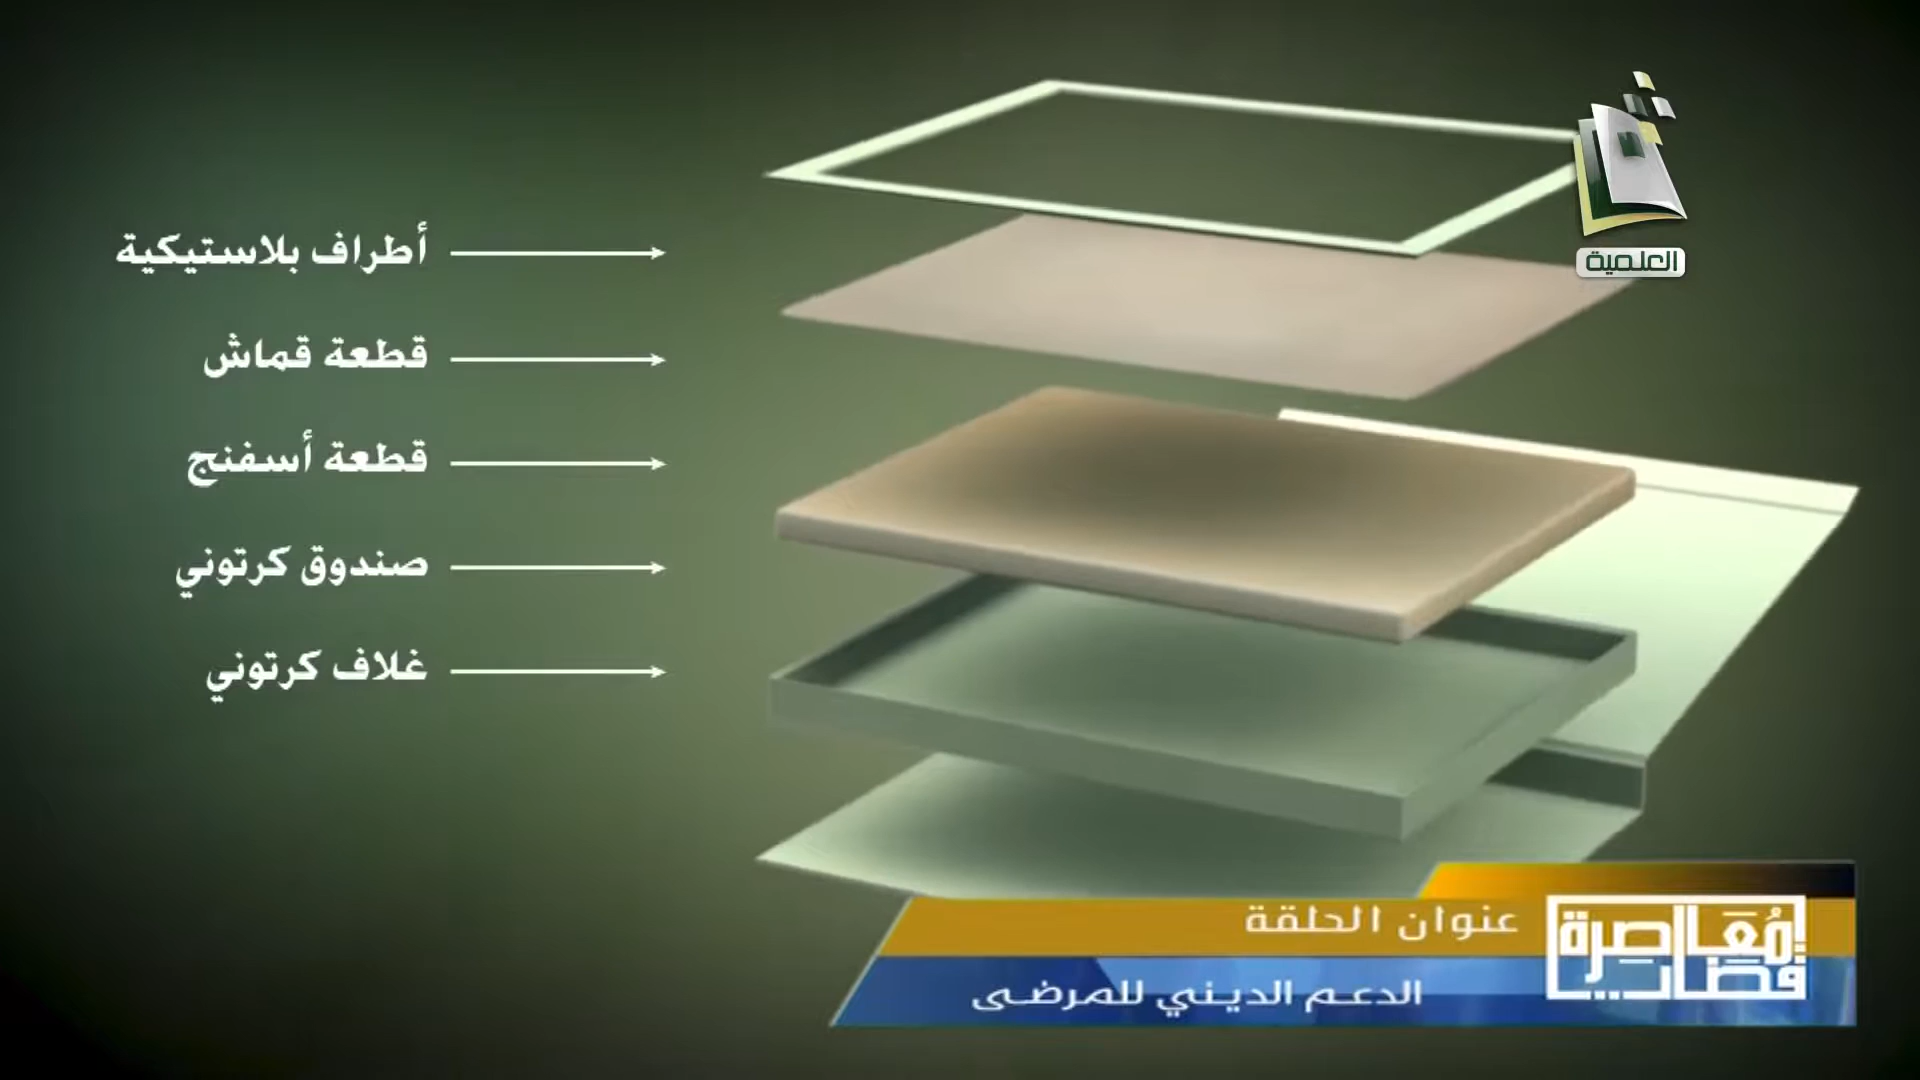 العلمية
أطراف بلاستيكية
قطعة قماش
قطعة أسفنج
صندوق كرتوني
غلاف كرتوني
قضايا معاصرة
عنوان الحلقة
الدعم الديني للمرضى